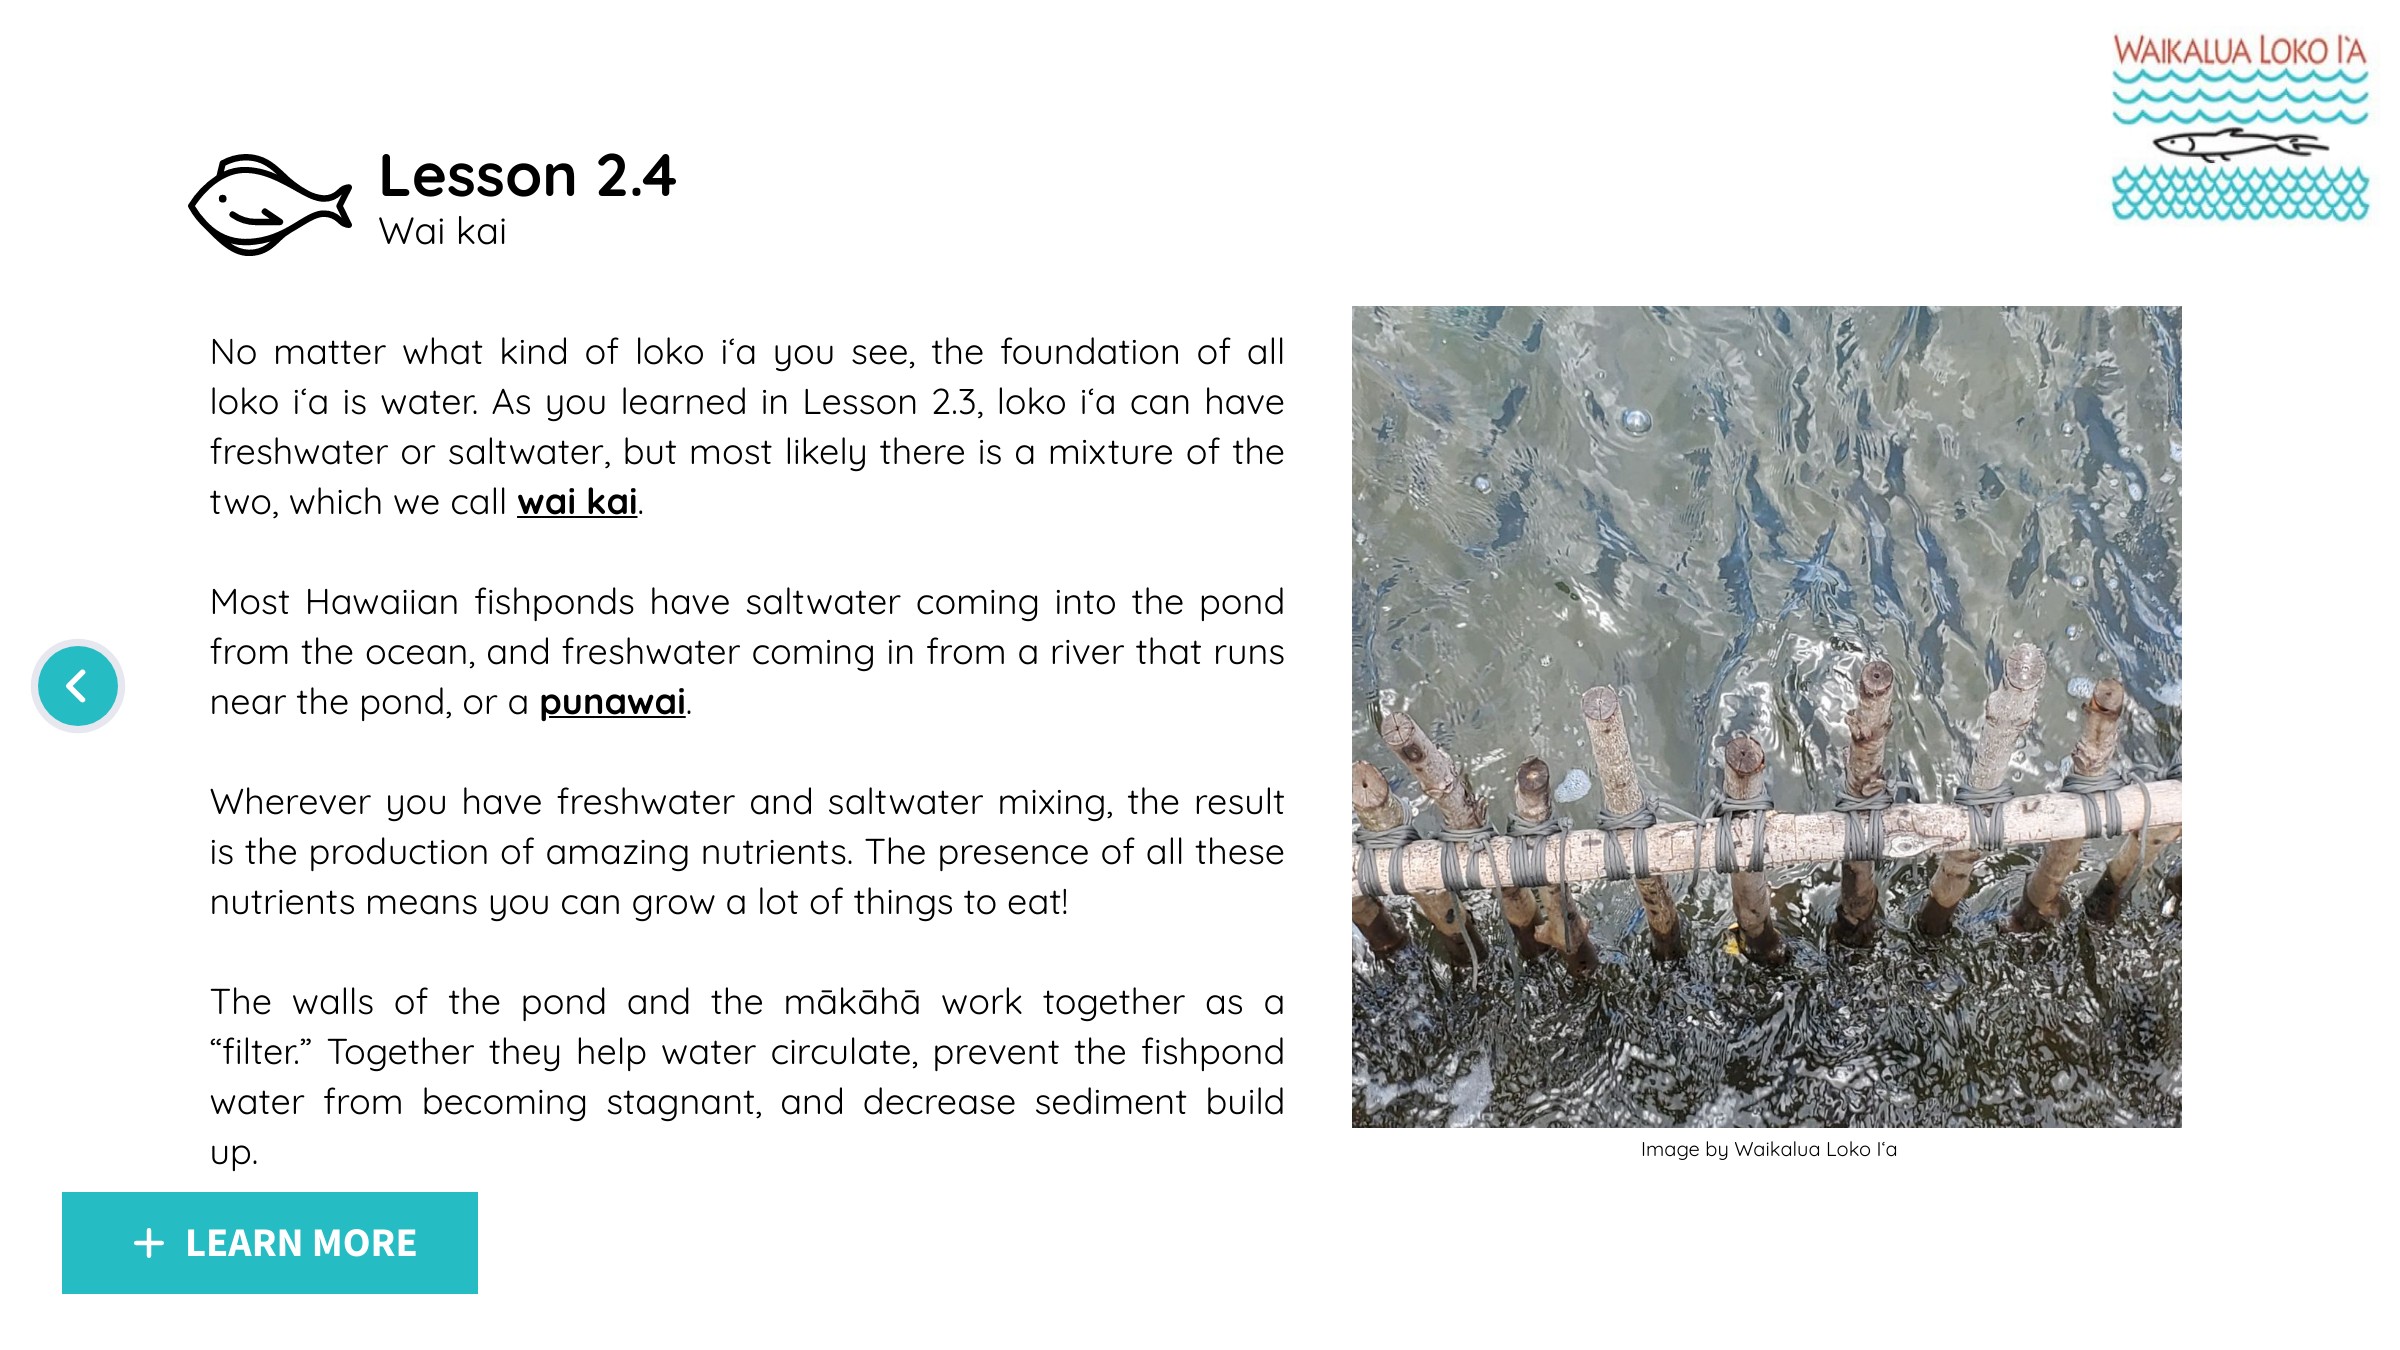 WAIKALUA LOKO I‘A
Lesson 2.4
Wai kai
No matter what kind of loko i‘a you see, the foundation of all
loko i‘a is water. As you learned in Lesson 2.3, loko i‘a can have
freshwater or saltwater, but most likely there is a mixture of the
two, which we call wai kai.
Most Hawaiian fishponds have saltwater coming into the pond
from the ocean, and freshwater coming in from a river that runs
near the pond, or a punawai.
Wherever you have freshwater and saltwater mixing, the result
is the production of amazing nutrients. The presence of all these
nutrients means you can grow a lot of things to eat!
The walls of the pond and the mākāhā work together as a
“filter.” Together they help water circulate, prevent the fishpond
water from becoming stagnant, and decrease sediment build
up.
Image by Waikalua Loko I‘a
+ LEARN MORE